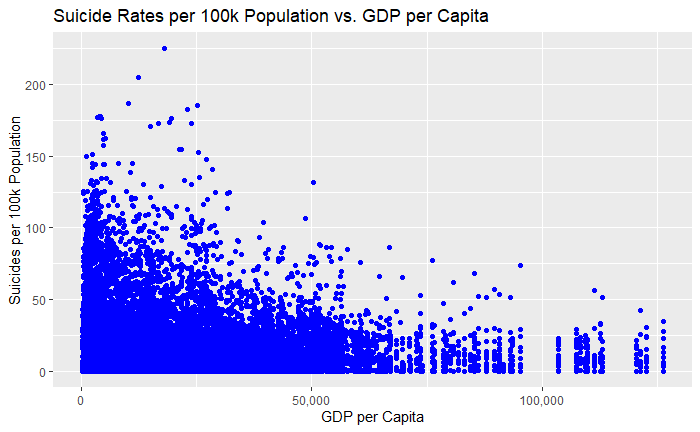 Suicide Rates per 100k Population vs. GDP per Capita
Suicides per 100k Population
200
150
100
50
0
0
50,000
100,000
GDP per Capita